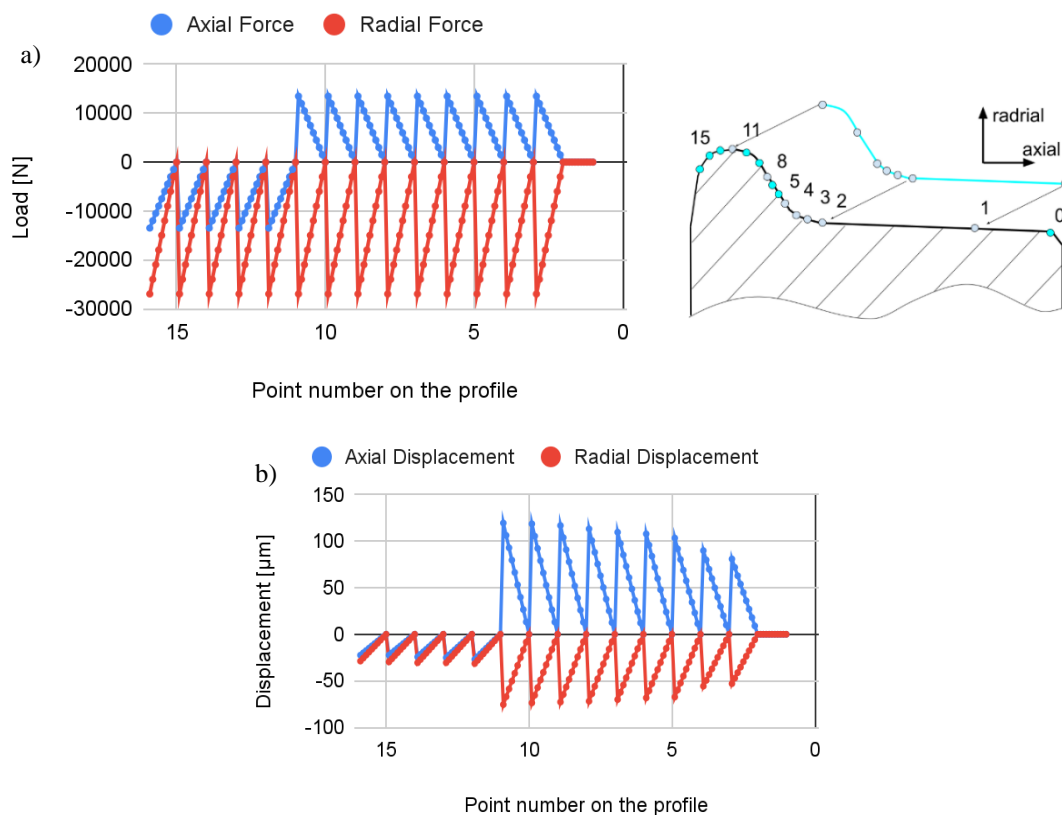 Axial Force Radial Force
a)
20000
10000
0
-10000
-20000
-30000
Load [N]
15 10 5 0
Point number on the profile
15 11 8 5 4 3 2 1 0
radrial
axial
Axial Displacement Radial Displacement
b)
150
100
50
0
-50
-100
Displacement [µm]
15 10 5 0
Point number on the profile